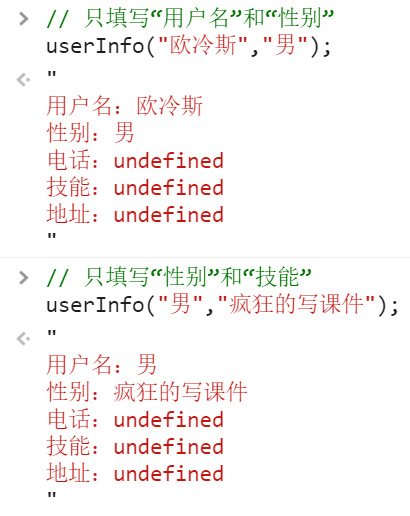 > // 只填写“用户名”和“性别”
userInfo("欧冷斯","男");
< "
用户名：欧冷斯
性别：男
电话：undefined
技能：undefined
地址：undefined
"
> // 只填写“性别”和“技能”
userInfo("男","疯狂的写课件");
< "
用户名：男
性别：疯狂的写课件
电话：undefined
技能：undefined
地址：undefined
"